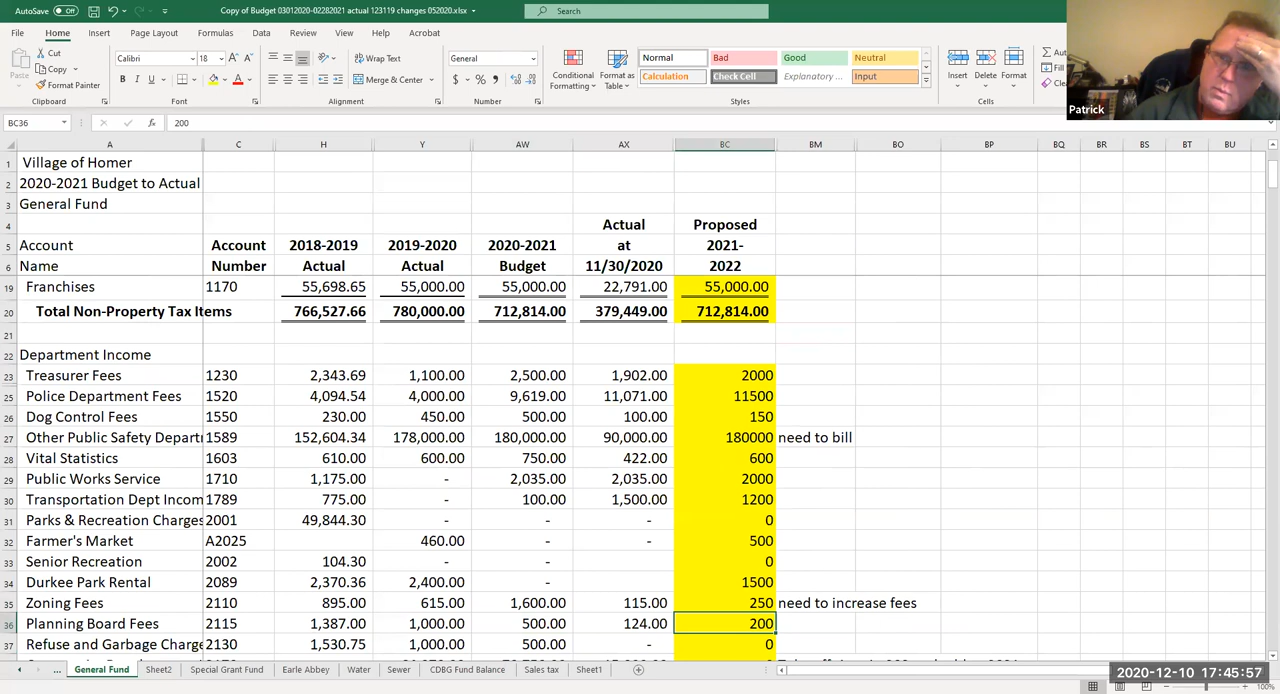 AutoSave Off Copy of Budget 03012020-02282021 actual 123119 changes 052020.xlsx Search
File Home Insert Page Layout Formulas Data Review View Help Acrobat
Paste Cut Copy Format Painter Calibri 18 Wrap Text Merge & Center General Conditional Formatting Format as Table Normal Bad Good Neutral Calculation Check Cell Explanatory ... Input Insert Delete Format
Clipboard Font Alignment Number Styles Cells
Patrick
BC36 fx 200
A C H Y AW AX BC BM BO BP BQ BR BS BT BU
1 Village of Homer
2 2020-2021 Budget to Actual
3 General Fund
4 Actual Proposed
5 Account Account 2018-2019 2019-2020 2020-2021 at 2021-
6 Name Number Actual Actual Budget 11/30/2020 2022
19 Franchises 1170 55,698.65 55,000.00 55,000.00 22,791.00 55,000.00
20 Total Non-Property Tax Items 766,527.66 780,000.00 712,814.00 379,449.00 712,814.00
21
22 Department Income
23 Treasurer Fees 1230 2,343.69 1,100.00 2,500.00 1,902.00 2000
25 Police Department Fees 1520 4,094.54 4,000.00 9,619.00 11,071.00 11500
26 Dog Control Fees 1550 230.00 450.00 500.00 100.00 150
27 Other Public Safety Departr 1589 152,604.34 178,000.00 180,000.00 90,000.00 180000 need to bill
28 Vital Statistics 1603 610.00 600.00 750.00 422.00 600
29 Public Works Service 1710 1,175.00 - 2,035.00 2,035.00 2000
30 Transportation Dept Incom 1789 775.00 - 100.00 1,500.00 1200
31 Parks & Recreation Charges 2001 49,844.30 - - - 0
32 Farmer's Market A2025 460.00 - - 500
33 Senior Recreation 2002 104.30 - - 0
34 Durkee Park Rental 2089 2,370.36 2,400.00 - 1500
35 Zoning Fees 2110 895.00 615.00 1,600.00 115.00 250 need to increase fees
36 Planning Board Fees 2115 1,387.00 1,000.00 500.00 124.00 200
37 Refuse and Garbage Charge 2130 1,530.75 1,000.00 500.00 - 0
... General Fund Sheet2 Special Grant Fund Earle Abbey Water Sewer CDBG Fund Balance Sales tax Sheet1
2020-12-10 17:45:57
100%